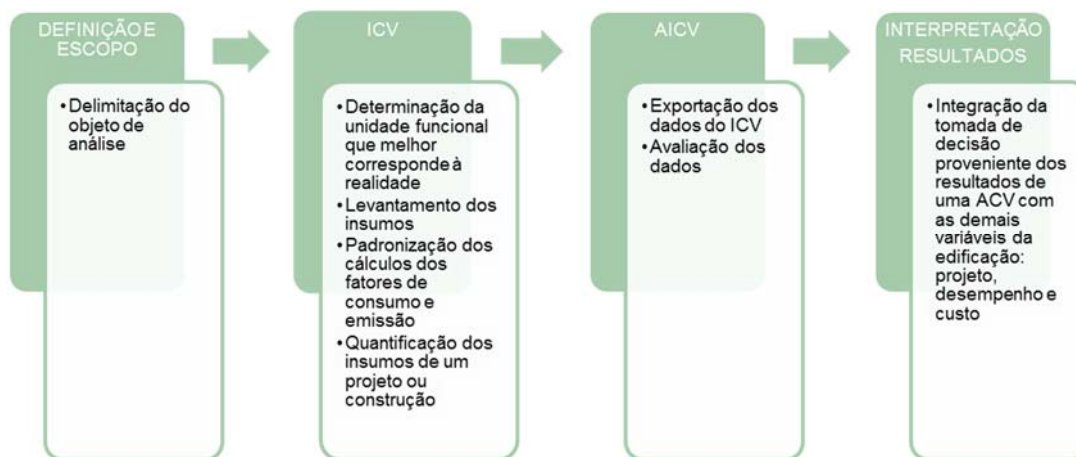 DEFINIÇÃO E
ESCOPO
•Delimitação do
objeto de
análise
ICV
•Determinação da
unidade funcional
que melhor
corresponde à
realidade
•Levantamento dos
insumos
•Padronização dos
cálculos dos
fatores de
consumo e
emissão
•Quantificação dos
insumos de um
projeto ou
construção
AICV
•Exportação dos
dados do ICV
•Avaliação dos
dados
INTERPRETAÇÃO
RESULTADOS
•Integração da
tomada de
decisão
proveniente dos
resultados de
uma ACV com
as demais
variáveis da
edificação:
projeto,
desempenho e
custo